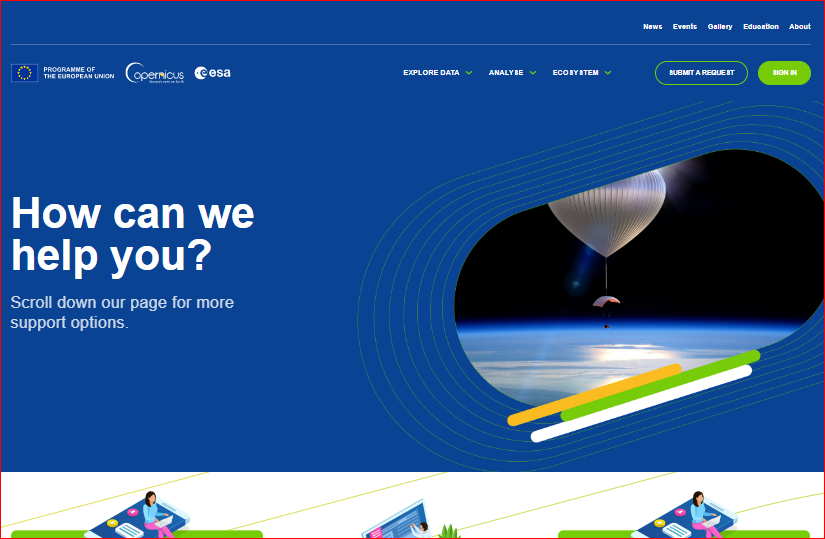 News Events Gallery Education About
PROGRAMME OF
THE EUROPEAN UNION
opernicus
Europe's eyes on Earth
esa
EXPLORE DATA ANALYSE ECOSYSTEM SUBMIT A REQUEST SIGN IN
How can we
help you?
Scroll down our page for more
support options.